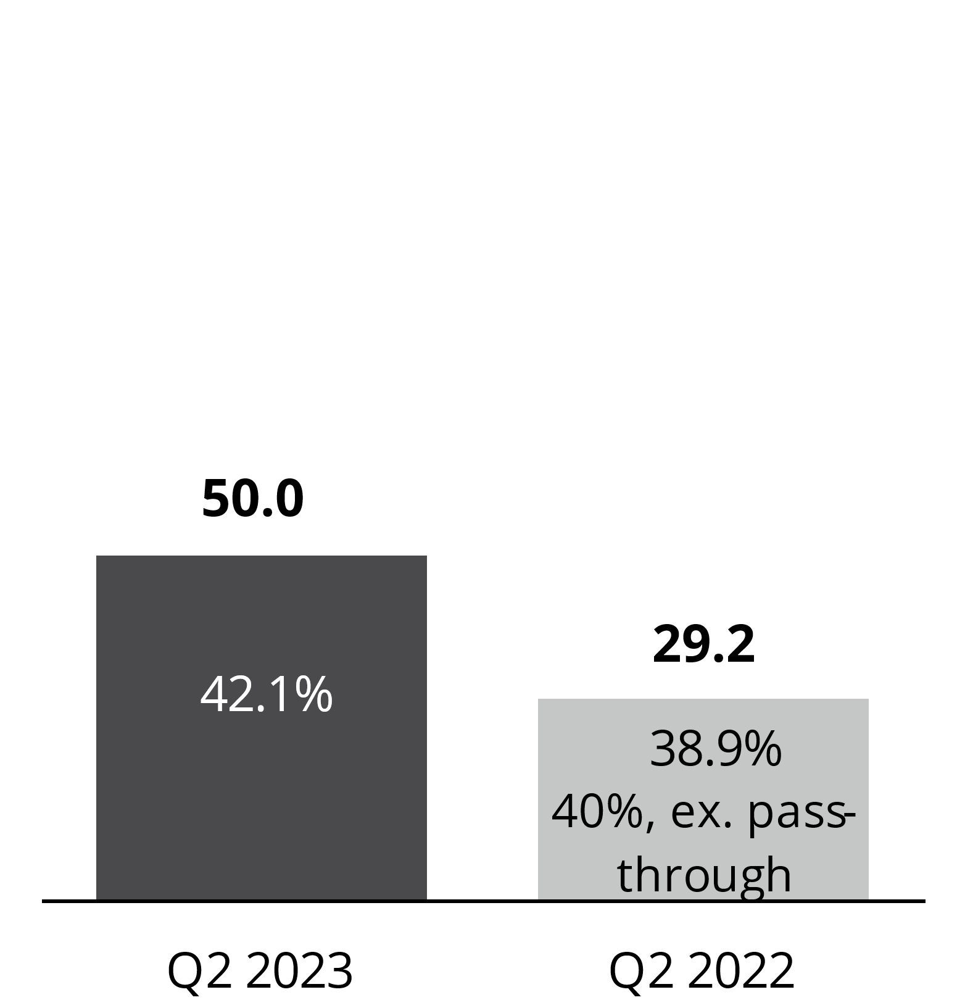 50.0
29.2
42.1%
38.9%
40%, ex. pass-
through
Q2 2023
Q2 2022